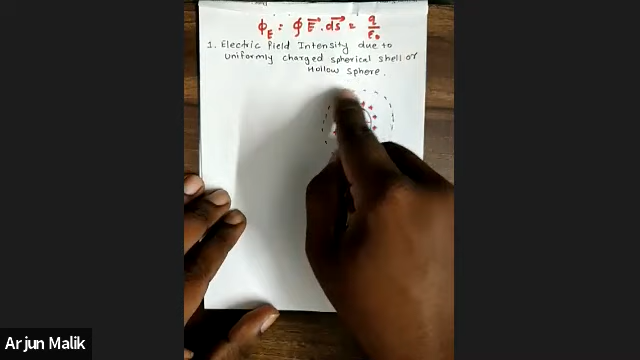 ϕE = ∮ E⃗ . ds⃗ = q/ε₀
1. Electric Field Intensity due to
uniformly charged spherical shell or
Hollow Sphere.
Arjun Malik